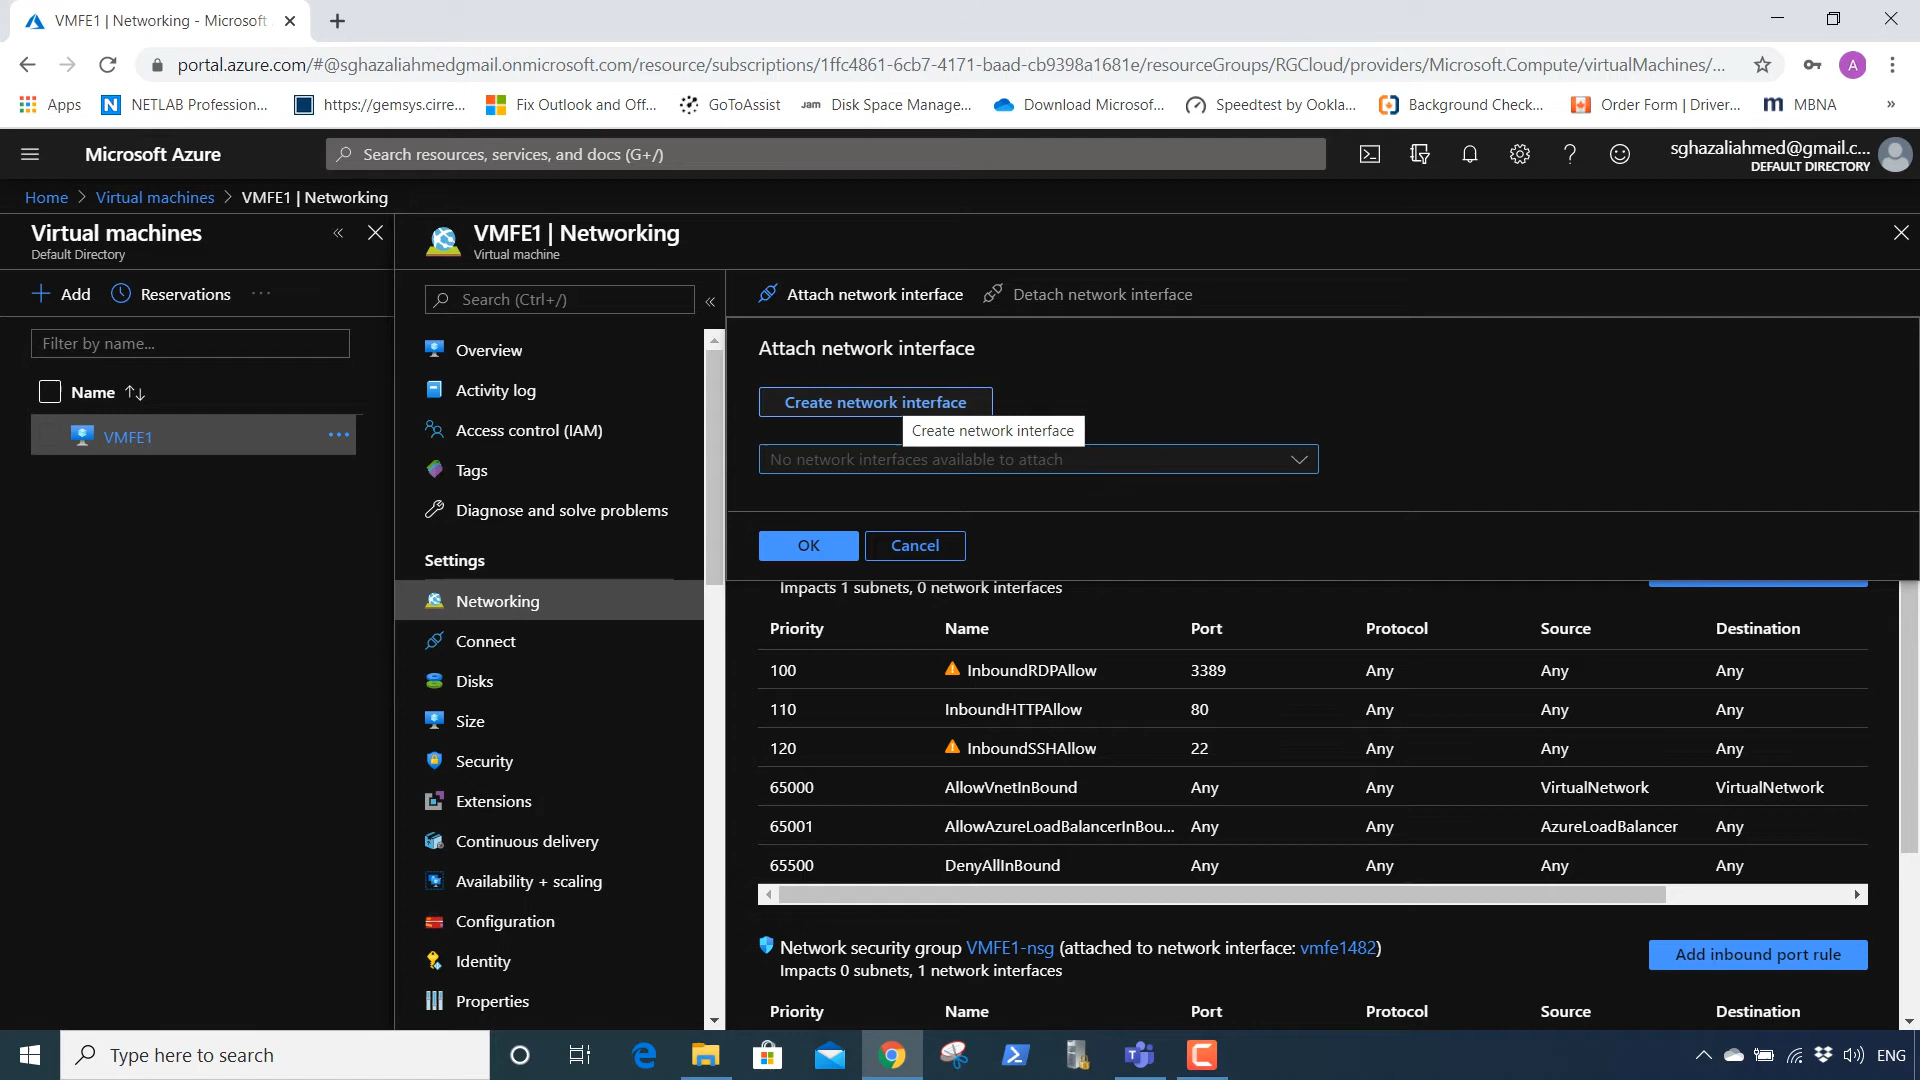 VMFE1 | Networking - Microsoft
portal.azure.com/#@sghazaliahmedgmail.onmicrosoft.com/resource/subscriptions/1ffc4861-6cb7-4171-baad-cb9398a1681e/resourceGroups/RGCloud/providers/Microsoft.Compute/virtualMachines/...
A
Apps
NETLAB Profession...
https://gemsys.cirre...
Fix Outlook and Off...
GoToAssist
Jam Disk Space Manage...
Download Microsof...
Speedtest by Ookla...
Background Check...
Order Form | Driver...
MBNA
»
Microsoft Azure
Search resources, services, and docs (G+/)
sghazaliahmed@gmail.c...
DEFAULT DIRECTORY
Home > Virtual machines > VMFE1 | Networking
Virtual machines
Default Directory
«
Add
Reservations
...
Filter by name...
Name
VMFE1
...
VMFE1 | Networking
Virtual machine
Search (Ctrl+/)
«
Overview
Activity log
Access control (IAM)
Tags
Diagnose and solve problems
Settings
Networking
Connect
Disks
Size
Security
Extensions
Continuous delivery
Availability + scaling
Configuration
Identity
Properties
Attach network interface
Detach network interface
Attach network interface
Create network interface
Create network interface
No network interfaces available to attach
OK
Cancel
Impacts 1 subnets, 0 network interfaces
Priority Name Port Protocol Source Destination
100 InboundRDPAllow 3389 Any Any Any
110 InboundHTTPAllow 80 Any Any Any
120 InboundSSHAllow 22 Any Any Any
65000 AllowVnetInBound Any Any VirtualNetwork VirtualNetwork
65001 AllowAzureLoadBalancerInBou... Any Any AzureLoadBalancer Any
65500 DenyAllInBound Any Any Any Any
Network security group VMFE1-nsg (attached to network interface: vmfe1482)
Impacts 0 subnets, 1 network interfaces
Add inbound port rule
Priority Name Port Protocol Source Destination
Type here to search
ENG